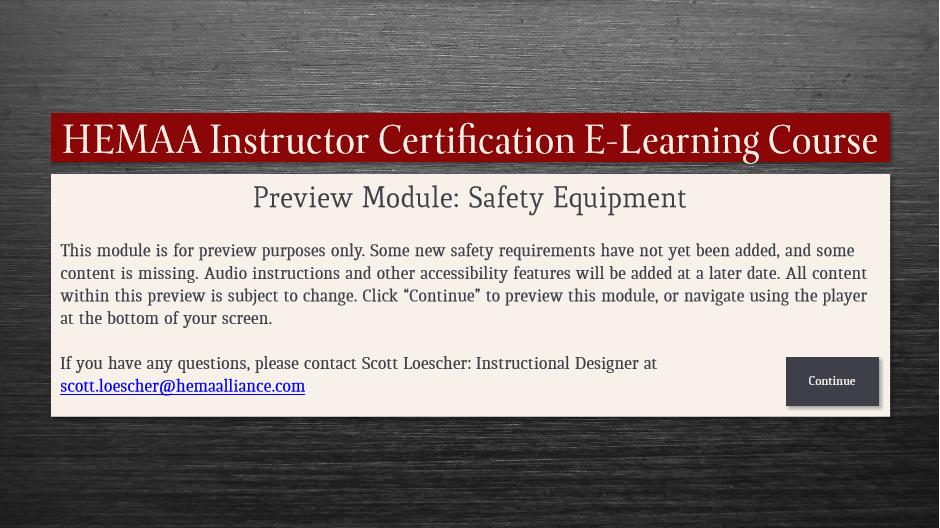 HEMAA Instructor Certification E-Learning Course
Preview Module: Safety Equipment
This module is for preview purposes only. Some new safety requirements have not yet been added, and some
content is missing. Audio instructions and other accessibility features will be added at a later date. All content
within this preview is subject to change. Click “Continue” to preview this module, or navigate using the player
at the bottom of your screen.
If you have any questions, please contact Scott Loescher: Instructional Designer at
scott.loescher@hemaalliance.com
Continue